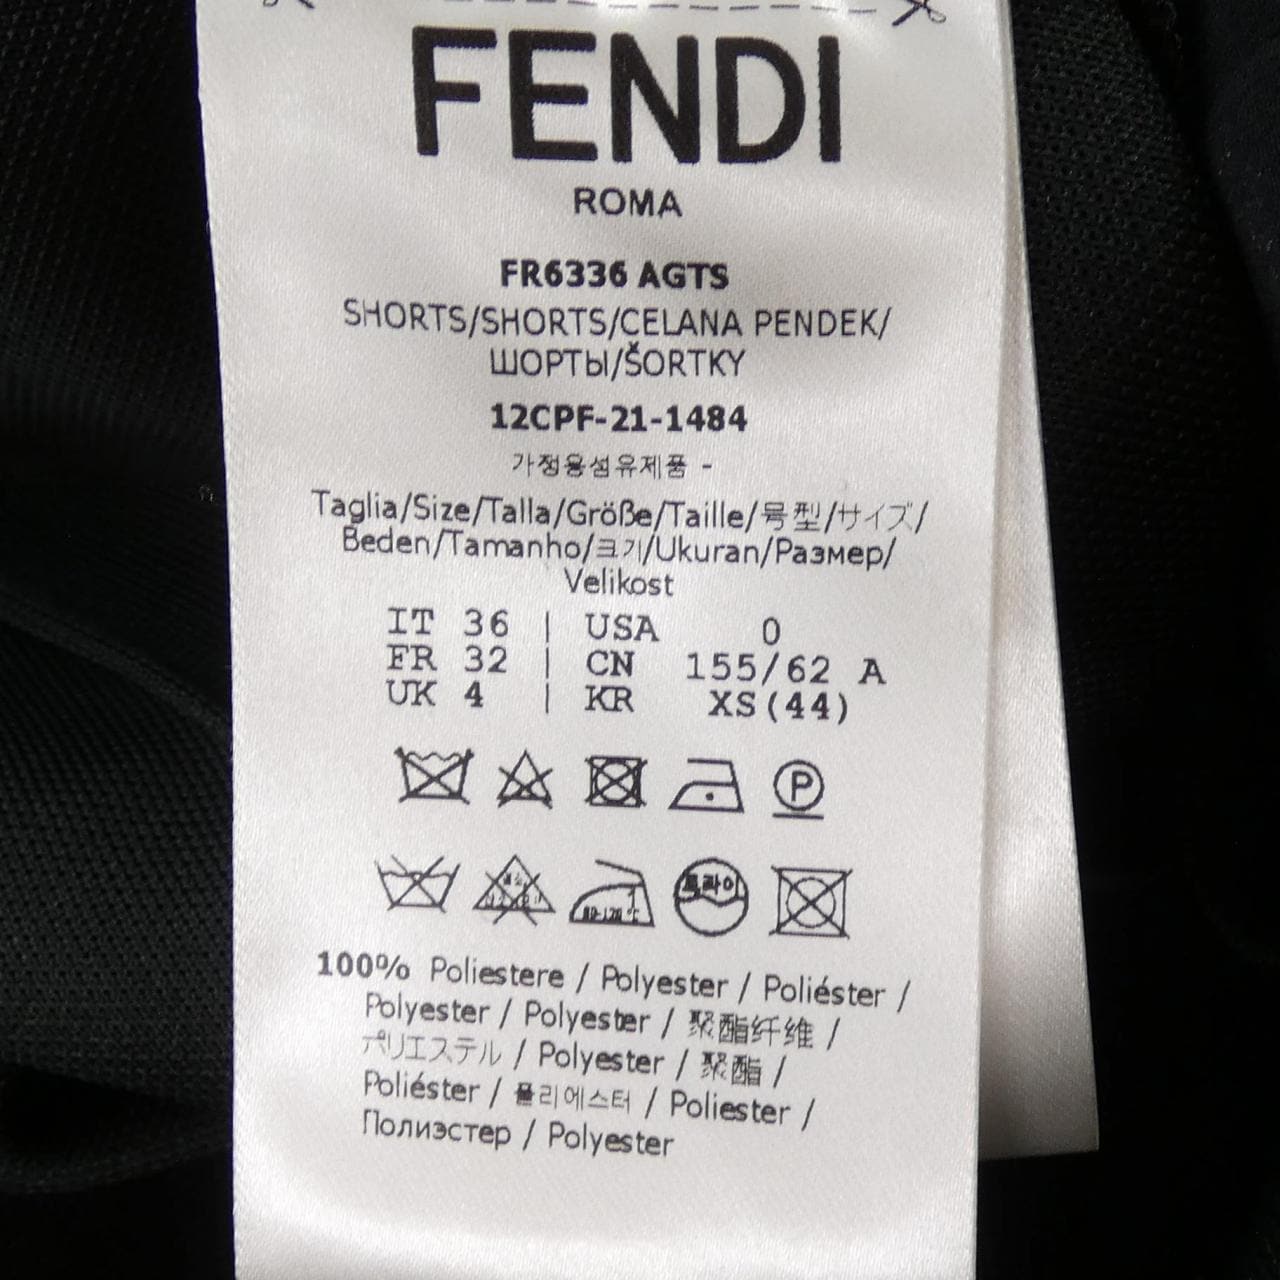 FENDI
ROMA
FR6336 AGTS
SHORTS/SHORTS/CELANA PENDEK/
ШОРТЫ/ŠORTKY
12CPF-21-1484
가정용섬유제품 -
Taglia/Size/Talla/Größe/Taille/号型/サイズ/
Beden/Tamanho/크기/Ukuran/Размер/
Velikost
IT 36 | USA 0
FR 32 | CN 155/62 A
UK 4 | KR XS(44)
P
드라이
80-120℃
100% Poliestere / Polyester / Poliéster /
Polyester / Polyester / 聚酯纤维 /
ポリエステル / Polyester / 聚酯 /
Poliéster / 폴리에스터 / Poliester /
Полиэстер / Polyester